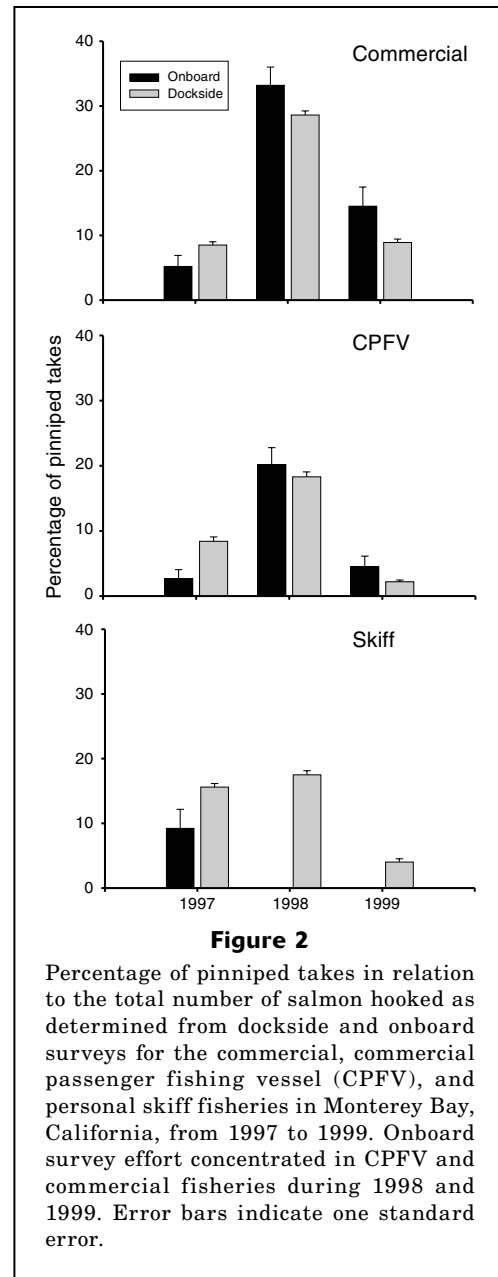 Commercial
Onboard
Dockside
40
30
20
10
0
CPFV
40
30
20
10
0
Percentage of pinniped takes
Skiff
40
30
20
10
0
1997 1998 1999
Figure 2
Percentage of pinniped takes in relation
to the total number of salmon hooked as
determined from dockside and onboard
surveys for the commercial, commercial
passenger fishing vessel (CPFV), and
personal skiff fisheries in Monterey Bay,
California, from 1997 to 1999. Onboard
survey effort concentrated in CPFV and
commercial fisheries during 1998 and
1999. Error bars indicate one standard
error.